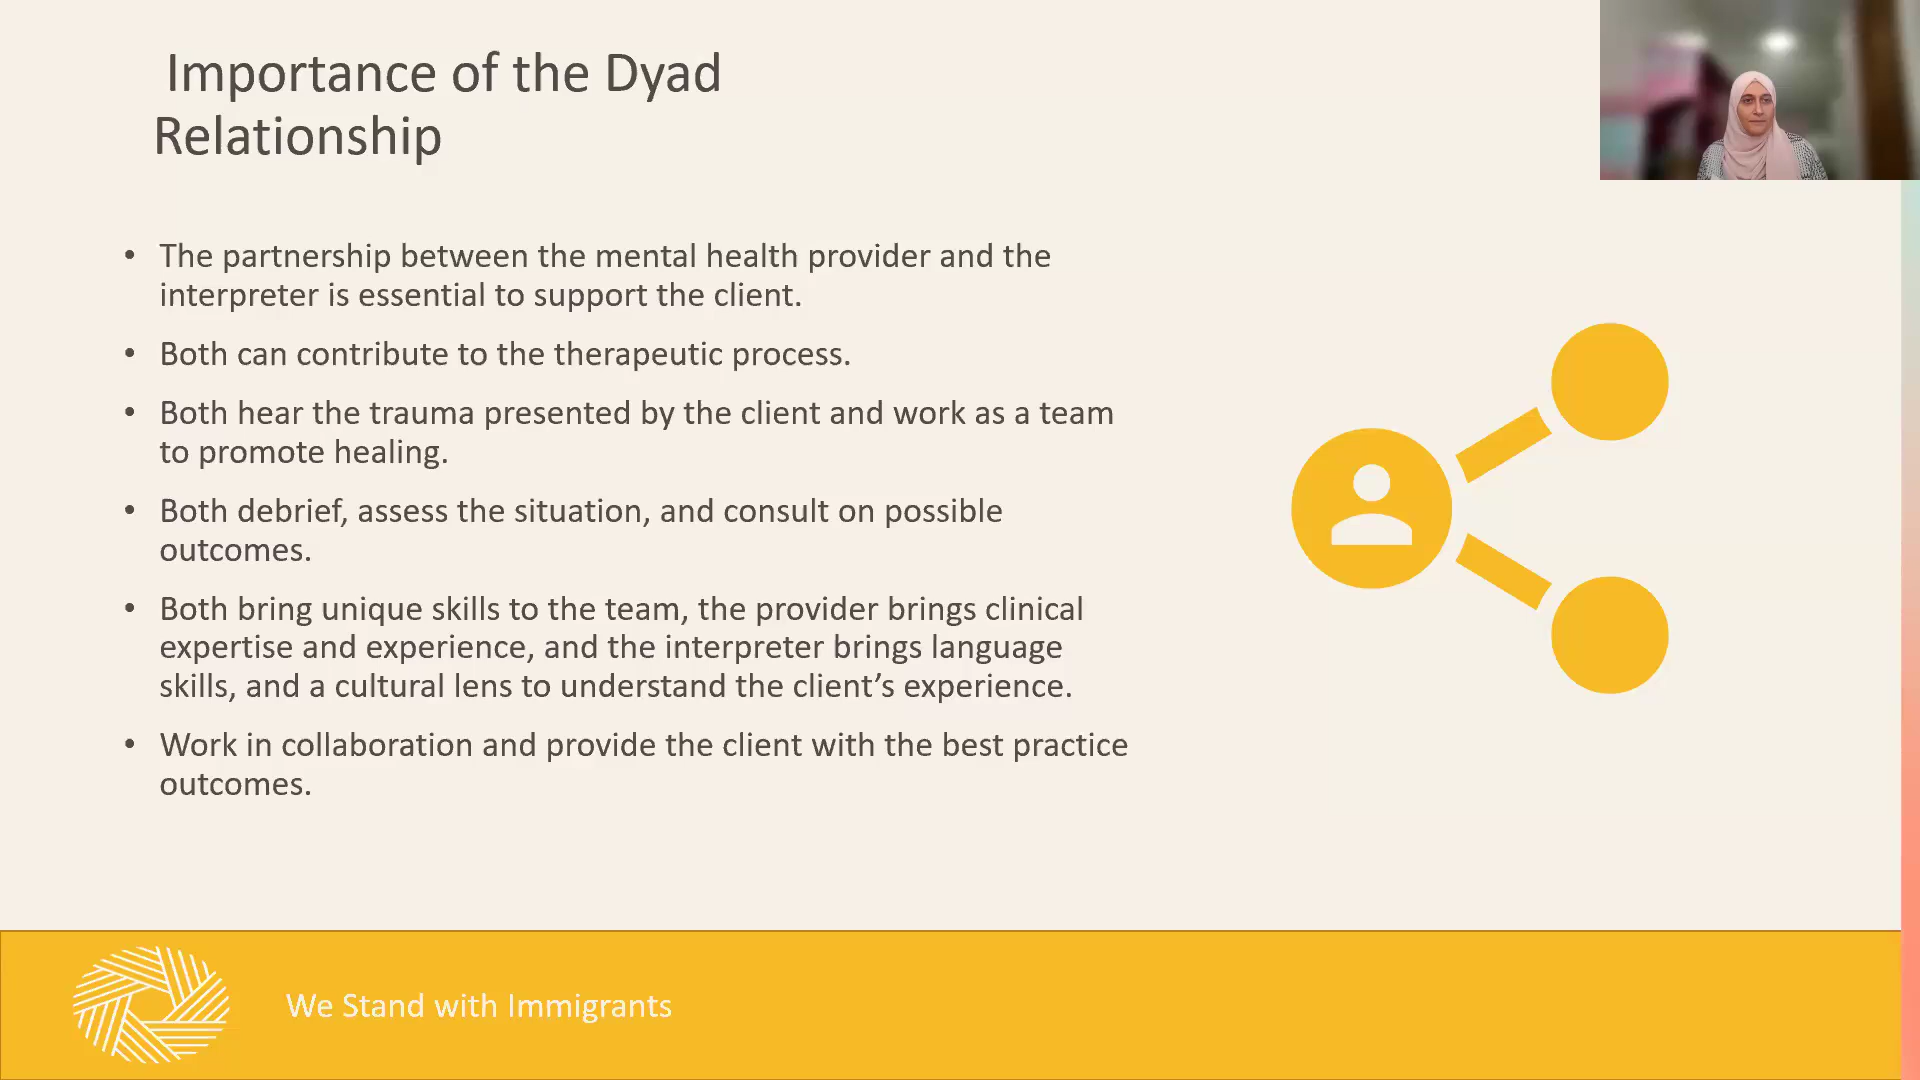 Importance of the Dyad
Relationship
• The partnership between the mental health provider and the
interpreter is essential to support the client.
• Both can contribute to the therapeutic process.
• Both hear the trauma presented by the client and work as a team
to promote healing.
• Both debrief, assess the situation, and consult on possible
outcomes.
• Both bring unique skills to the team, the provider brings clinical
expertise and experience, and the interpreter brings language
skills, and a cultural lens to understand the client’s experience.
• Work in collaboration and provide the client with the best practice
outcomes.
We Stand with Immigrants